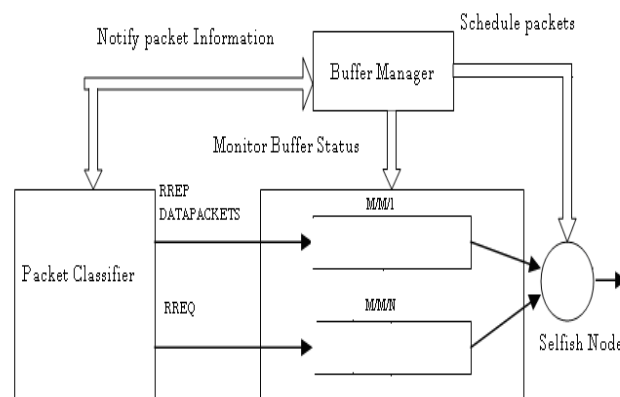 Schedule packets
Notify packet Information
Buffer Manager
Monitor Buffer Status
RREP
DATAPACKETS
M/M/1
Packet Classifier
RREQ
M/M/N
Selfish Node